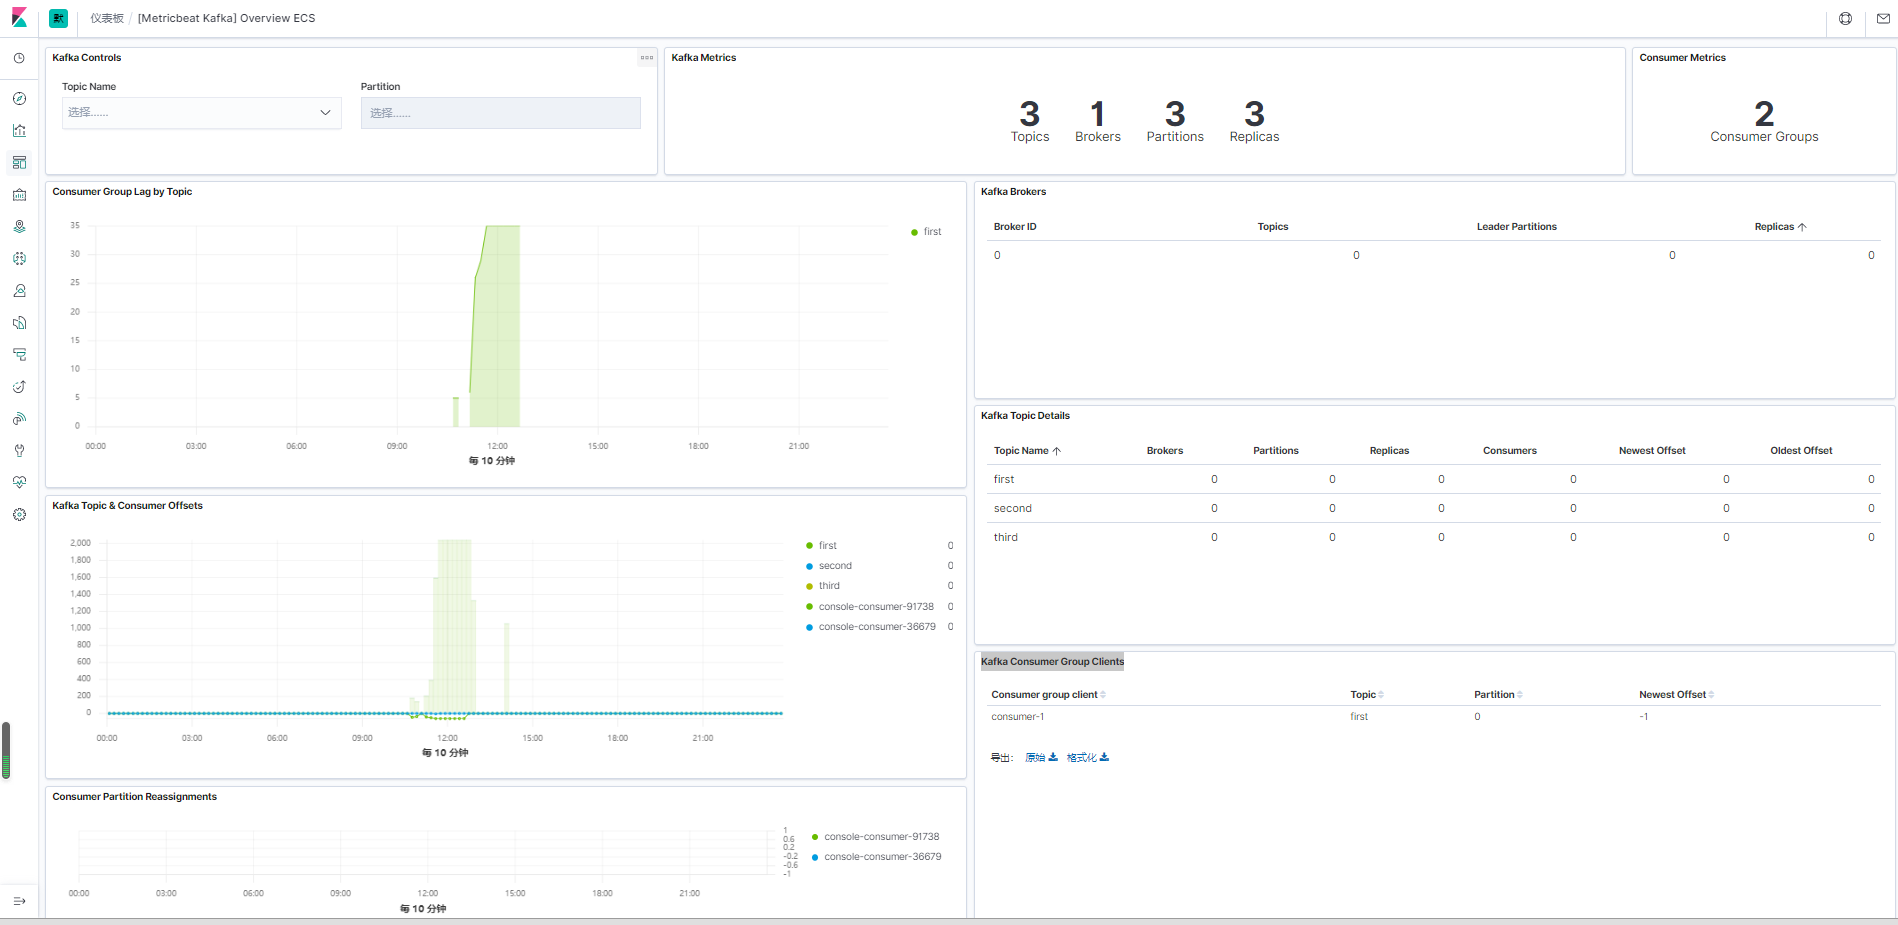 默 仪表板 / [Metricbeat Kafka] Overview ECS
Kafka Controls
Topic Name Partition
选择...... 选择......
Kafka Metrics
3 1 3 3
Topics Brokers Partitions Replicas
Consumer Metrics
2
Consumer Groups
Consumer Group Lag by Topic
35
30
25
20
15
10
5
0
00:00 03:00 06:00 09:00 12:00 15:00 18:00 21:00
每 10 分钟
first
Kafka Brokers
Broker ID Topics Leader Partitions Replicas
0 0 0 0
Kafka Topic Details
Topic Name Brokers Partitions Replicas Consumers Newest Offset Oldest Offset
first 0 0 0 0 0 0
second 0 0 0 0 0 0
third 0 0 0 0 0 0
Kafka Topic & Consumer Offsets
2,000
1,800
1,600
1,400
1,200
1,000
800
600
400
200
0
00:00 03:00 06:00 09:00 12:00 15:00 18:00 21:00
每 10 分钟
first 0
second 0
third 0
console-consumer-91738 0
console-consumer-36679 0
Kafka Consumer Group Clients
Consumer group client Topic Partition Newest Offset
consumer-1 first 0 -1
导出: 原始 格式化
Consumer Partition Reassignments
1
0.6
0.2
-0.2
-0.6
-1
00:00 03:00 06:00 09:00 12:00 15:00 18:00 21:00
每 10 分钟
console-consumer-91738
console-consumer-36679